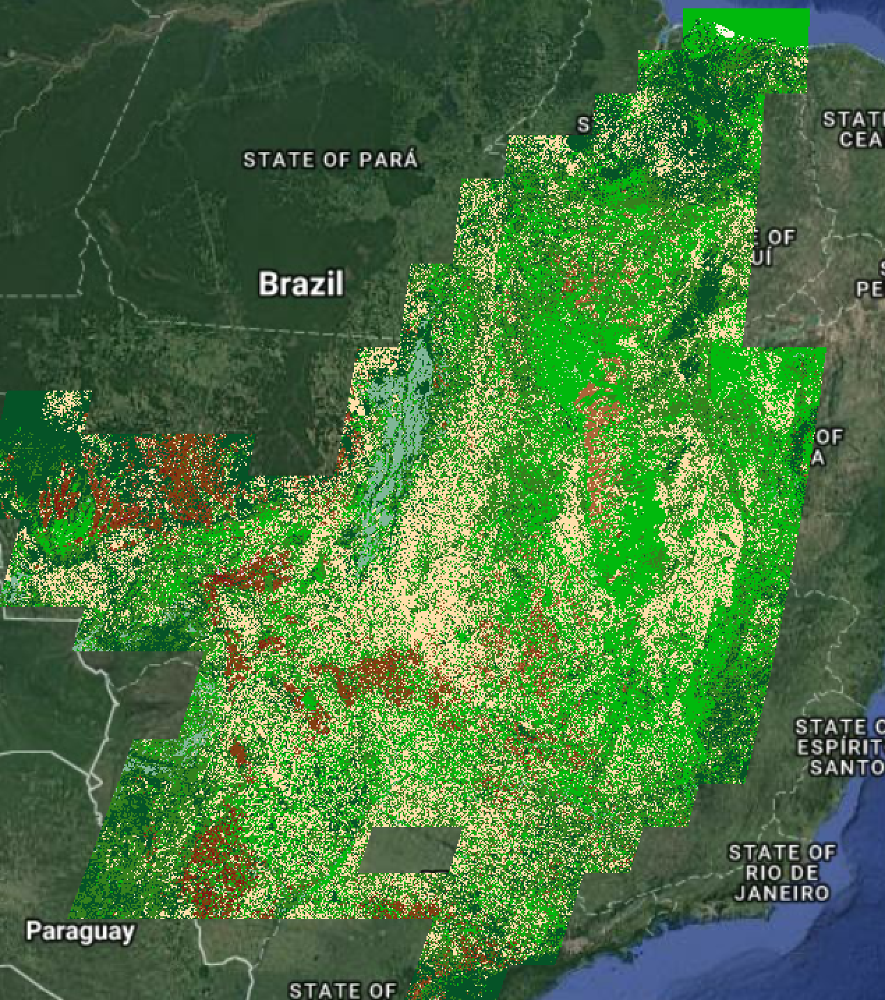 S
STATE
CEA
STATE OF PARÁ
E OF
UÍ
S
PE
Brazil
OF
A
STATE O
ESPÍRIT
SANTO
STATE OF
RIO DE
JANEIRO
Paraguay
STATE OF